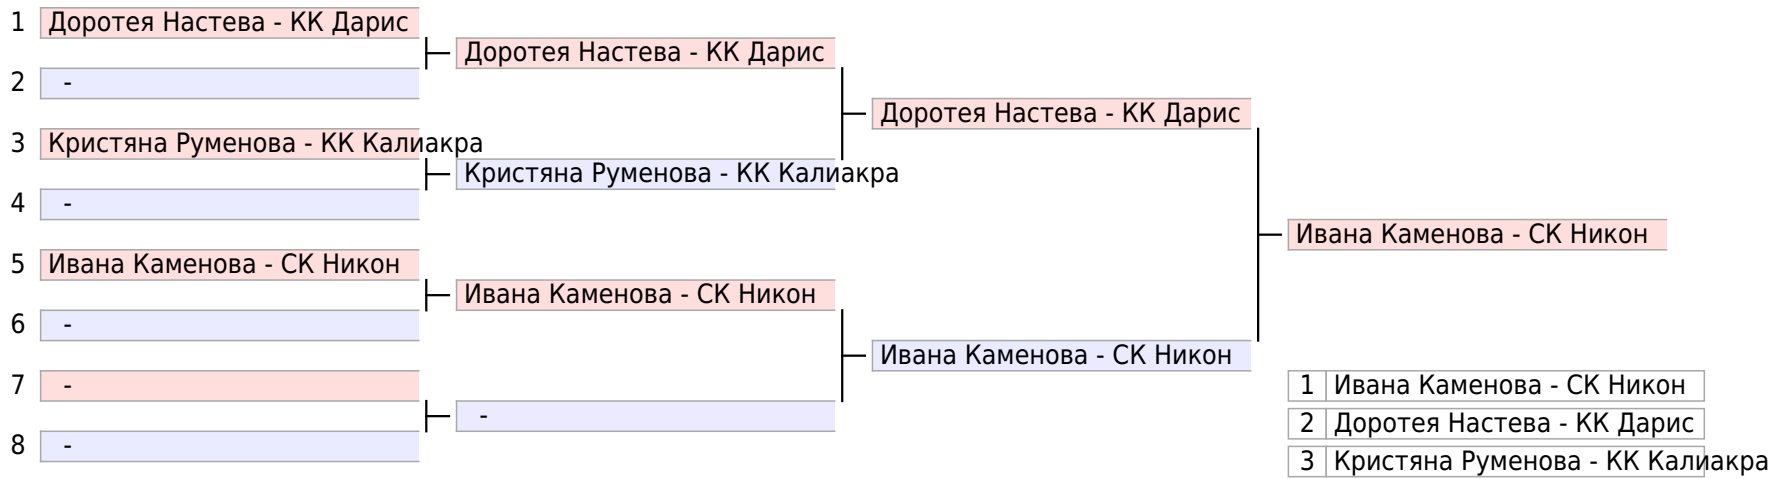 1 Доротея Настева - КК Дарис
Доротея Настева - КК Дарис
2 -
Доротея Настева - КК Дарис
3 Кристяна Руменова - КК Калиакра
Кристяна Руменова - КК Калиакра
4 -
Ивана Каменова - СК Никон
5 Ивана Каменова - СК Никон
Ивана Каменова - СК Никон
6 -
Ивана Каменова - СК Никон
7 -
1 Ивана Каменова - СК Никон
-
2 Доротея Настева - КК Дарис
8 -
3 Кристяна Руменова - КК Калиакра